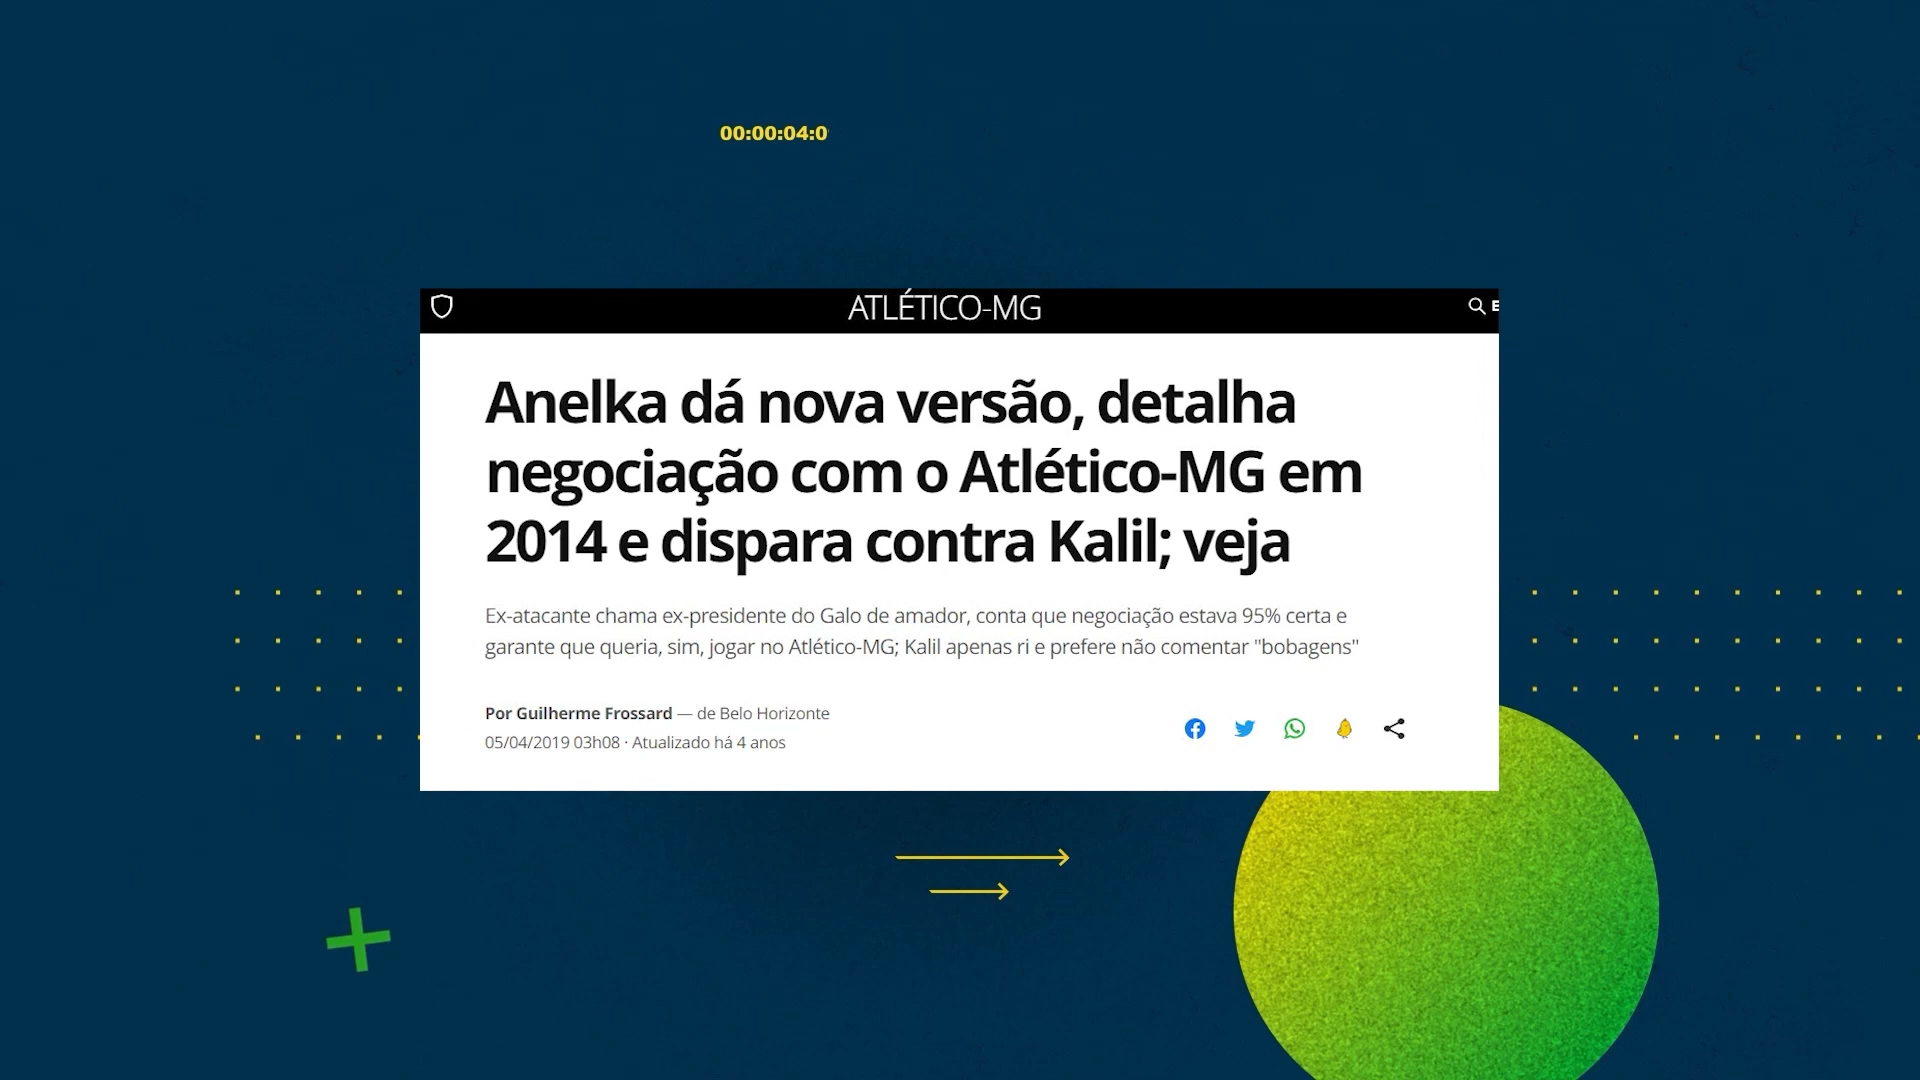 00:00:04:0
ATLÉTICO-MG
E
Anelka dá nova versão, detalha
negociação com o Atlético-MG em
2014 e dispara contra Kalil; veja
Ex-atacante chama ex-presidente do Galo de amador, conta que negociação estava 95% certa e
garante que queria, sim, jogar no Atlético-MG; Kalil apenas ri e prefere não comentar "bobagens"
Por Guilherme Frossard — de Belo Horizonte
05/04/2019 03h08 · Atualizado há 4 anos